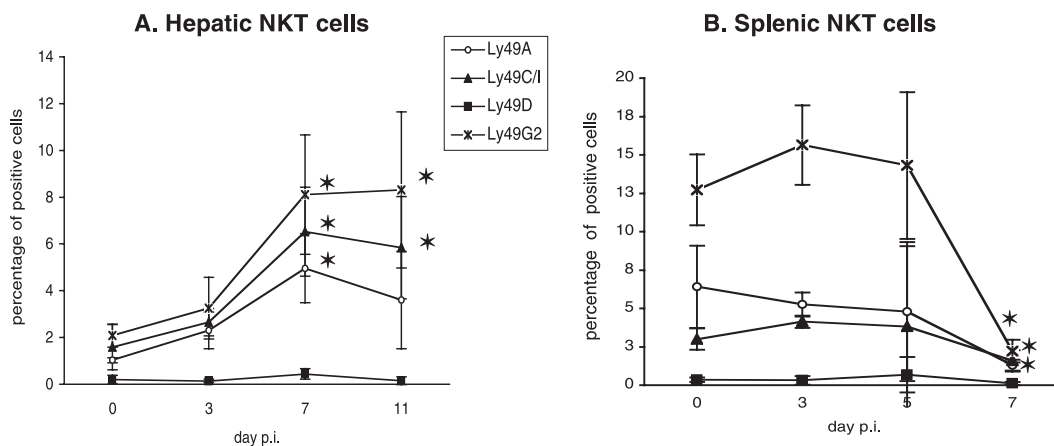 A. Hepatic NKT cells
percentage of positive cells
14
12
10
8
6
4
2
0
0 3 7 11
day p.i.
Ly49A
Ly49C/I
Ly49D
Ly49G2
B. Splenic NKT cells
percentage of positive cells
20
18
15
13
10
8
5
3
0
0 3 5 7
day p.i.